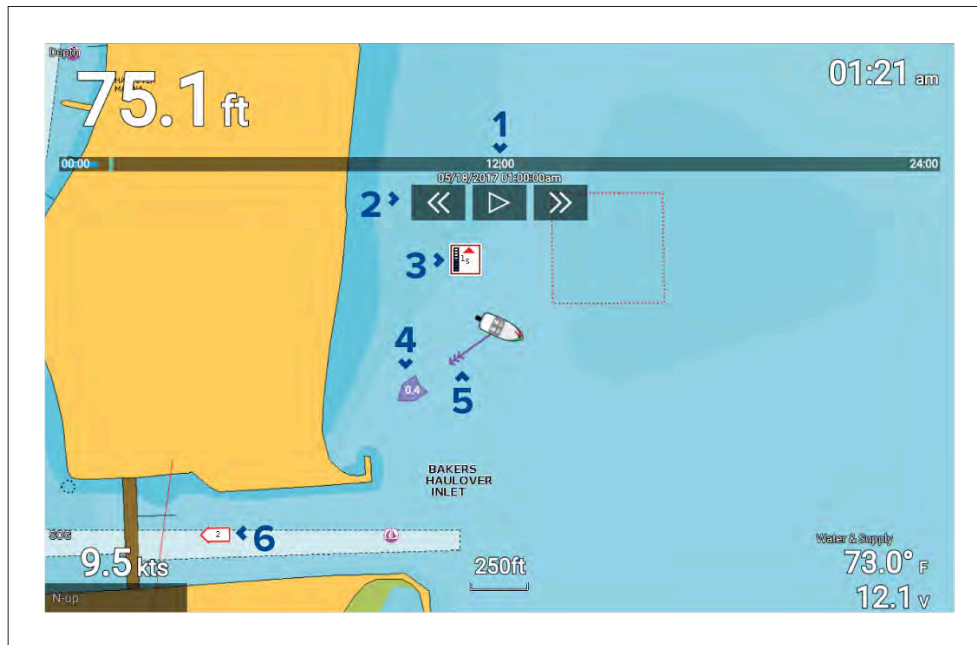 Depth
75.1 ft
01:21 am
1
00:00
12:00
24:00
05/18/2017 01:00:00am
2
3
1s
4
0.4
5
BAKERS
HAULOVER
INLET
SOG
2
6
9.5 kts
250ft
Water & Supply
73.0° F
12.1 V
N-up